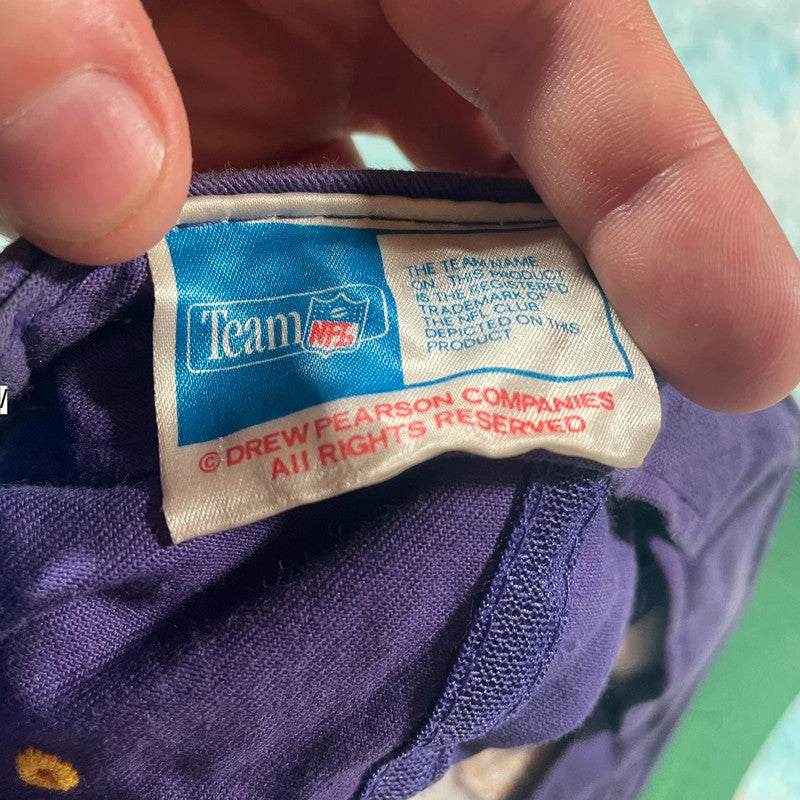 Team NFL
THE TEAM NAME
ON THIS PRODUCT
IS THE REGISTERED
TRADEMARK OF
THE NFL CLUB
DEPICTED ON THIS
PRODUCT
©DREW PEARSON COMPANIES
All RIGHTS RESERVED